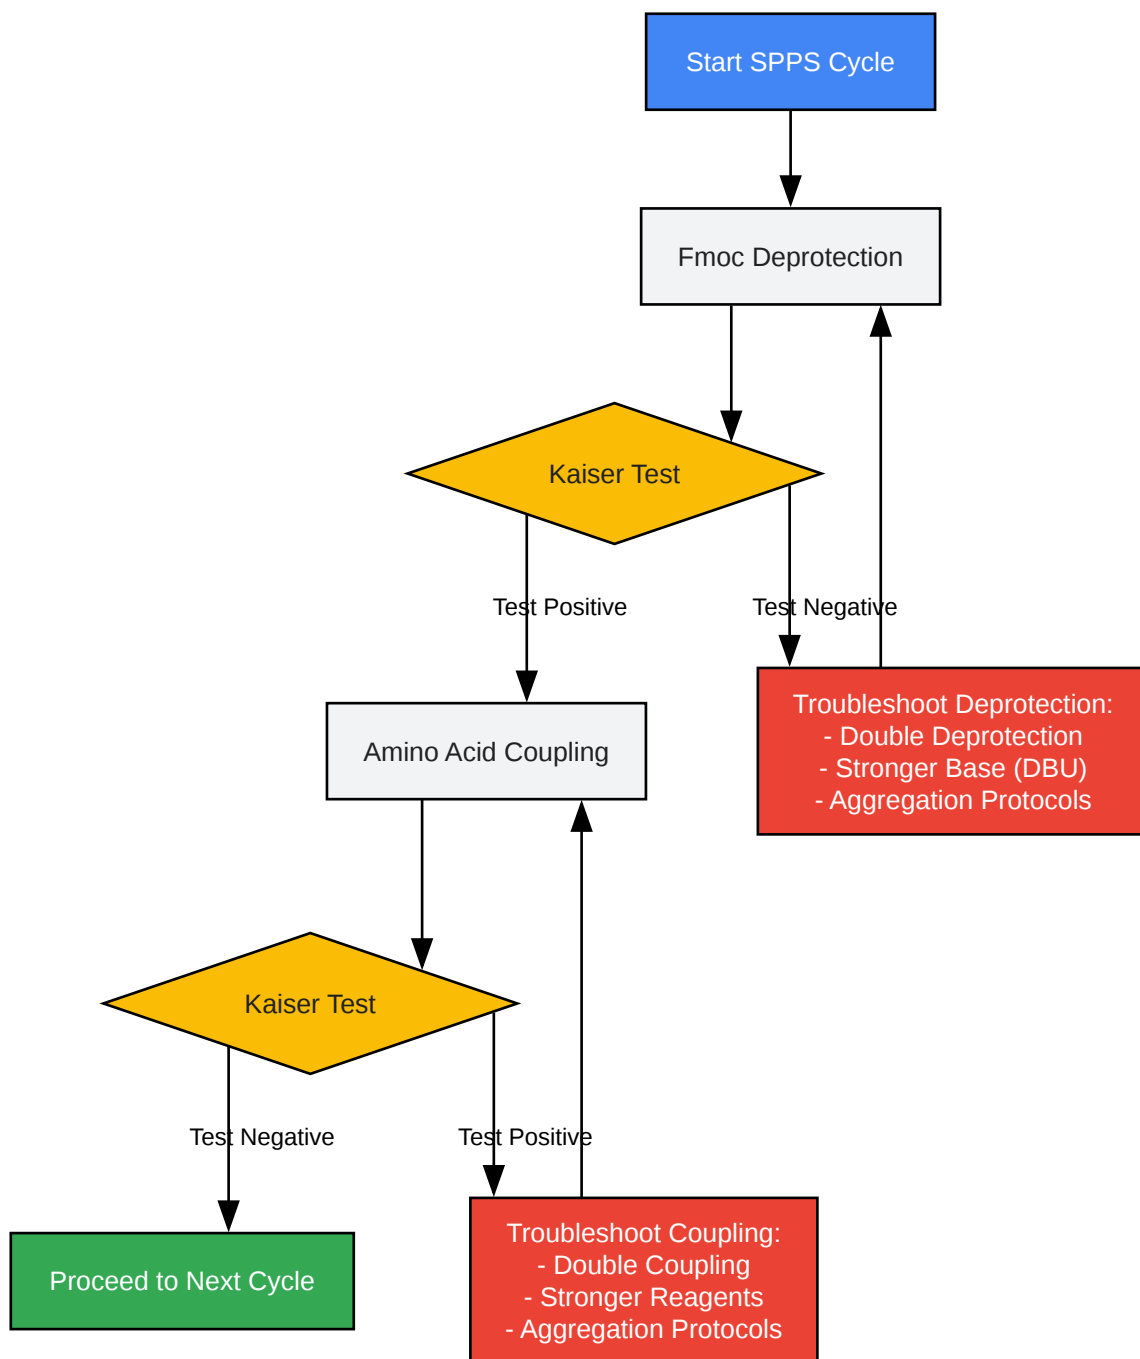 Start SPPS Cycle
Fmoc Deprotection
Kaiser Test
Test Positive
Test Negative
Troubleshoot Deprotection:
- Double Deprotection
- Stronger Base (DBU)
- Aggregation Protocols
Amino Acid Coupling
Kaiser Test
Test Negative
Test Positive
Proceed to Next Cycle
Troubleshoot Coupling:
- Double Coupling
- Stronger Reagents
- Aggregation Protocols